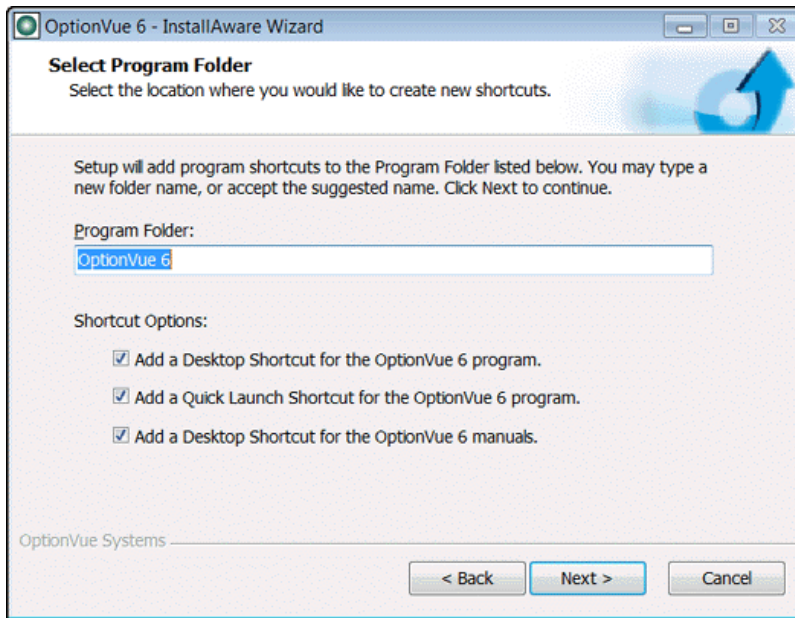 OptionVue 6 - InstallAware Wizard
Select Program Folder
Select the location where you would like to create new shortcuts.
Setup will add program shortcuts to the Program Folder listed below. You may type a
new folder name, or accept the suggested name. Click Next to continue.
Program Folder:
OptionVue 6
Shortcut Options:
Add a Desktop Shortcut for the OptionVue 6 program.
Add a Quick Launch Shortcut for the OptionVue 6 program.
Add a Desktop Shortcut for the OptionVue 6 manuals.
OptionVue Systems
< Back Next > Cancel